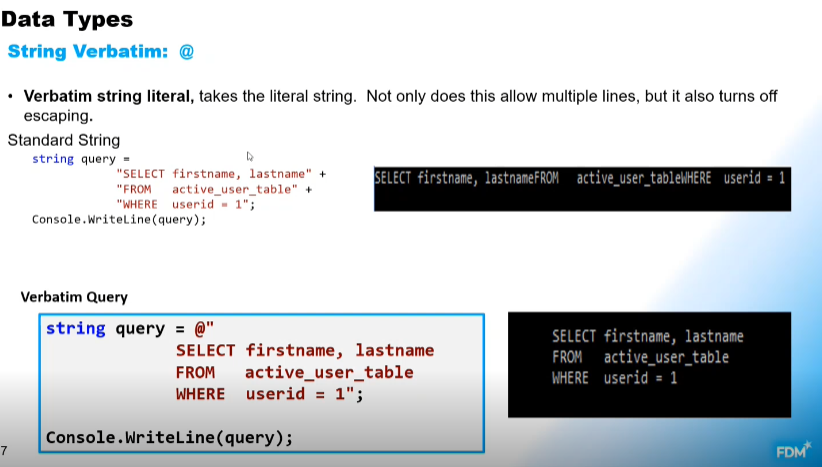 Data Types
String Verbatim: @
• Verbatim string literal, takes the literal string. Not only does this allow multiple lines, but it also turns off
escaping.
Standard String
string query =
"SELECT firstname, lastname" +
"FROM   active_user_table" +
"WHERE  userid = 1";
Console.WriteLine(query);
SELECT firstname, lastnameFROM   active_user_tableWHERE  userid = 1
Verbatim Query
string query = @"
SELECT firstname, lastname
FROM   active_user_table
WHERE  userid = 1";
Console.WriteLine(query);
SELECT firstname, lastname
FROM   active_user_table
WHERE  userid = 1
7
FDM